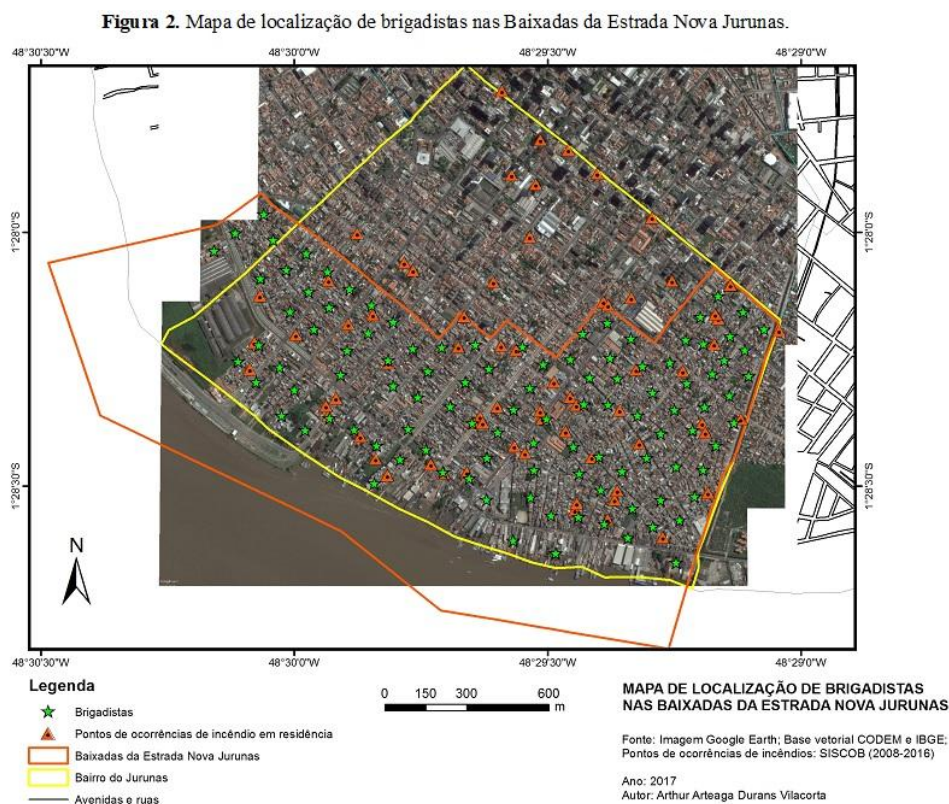 Figura 2. Mapa de localização de brigadistas nas Baixadas da Estrada Nova Jurunas.
48°30'30"W 48°30'0"W 48°29'30"W 48°29'0"W
1°28'0"S 1°28'0"S
1°28'30"S 1°28'30"S
N
48°30'30"W 48°30'0"W 48°29'30"W 48°29'0"W
Legenda
Brigadistas
Pontos de ocorrências de incêndio em residência
Baixadas da Estrada Nova Jurunas
Bairro do Jurunas
Avenidas e ruas
0 150 300 600
m
MAPA DE LOCALIZAÇÃO DE BRIGADISTAS
NAS BAIXADAS DA ESTRADA NOVA JURUNAS
Fonte: Imagem Google Earth; Base vetorial CODEM e IBGE;
Pontos de ocorrências de incêndios: SISCOB (2008-2016)
Ano: 2017
Autor: Arthur Arteaga Durans Vilacorta